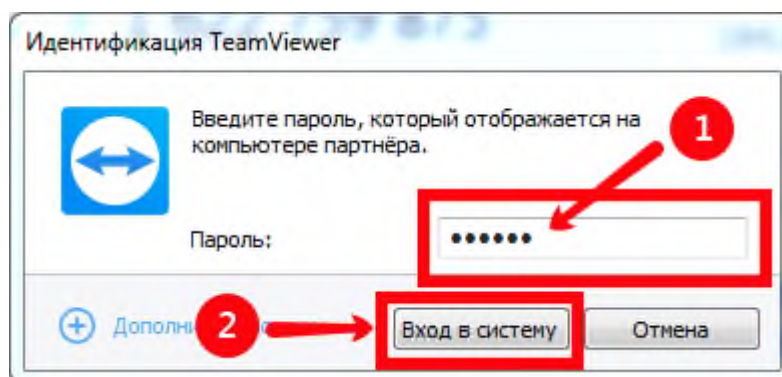 Идентификация TeamViewer
Введите пароль, который отображается на
компьютере партнёра.
1
Пароль:
••••••
2
Вход в систему
Отмена